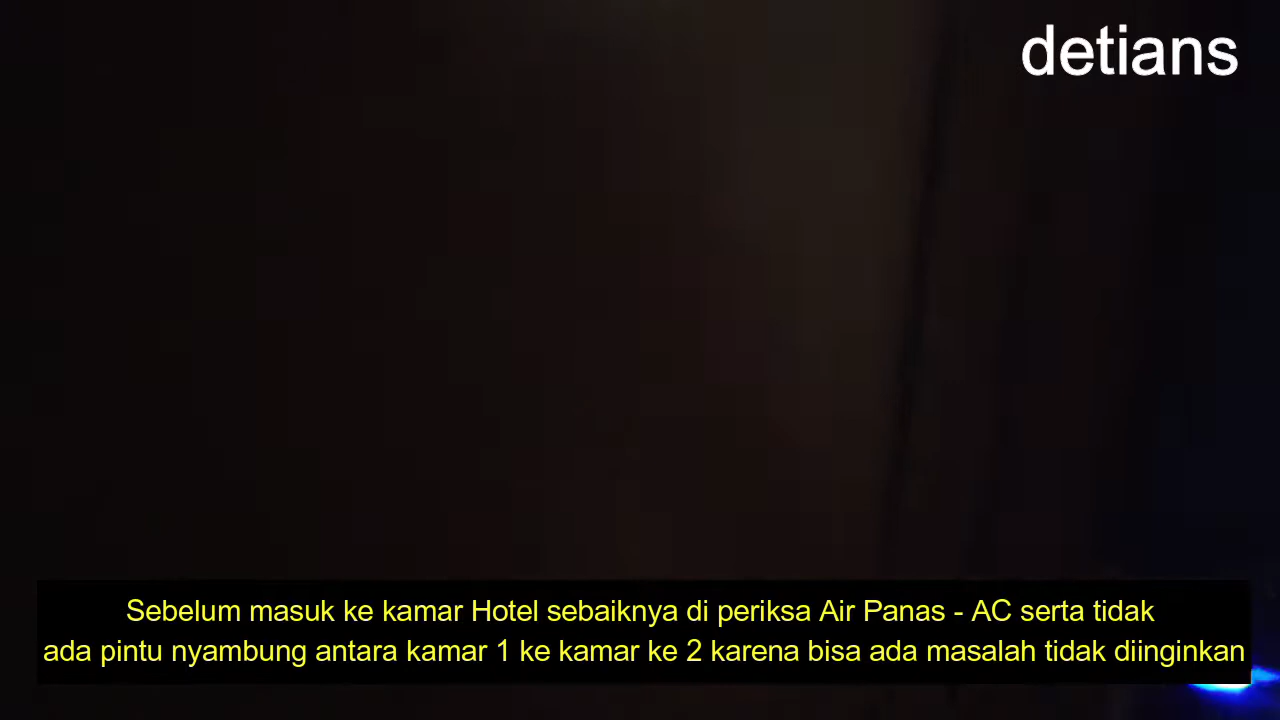 detians
Sebelum masuk ke kamar Hotel sebaiknya di periksa Air Panas - AC serta tidak
ada pintu nyambung antara kamar 1 ke kamar ke 2 karena bisa ada masalah tidak diinginkan